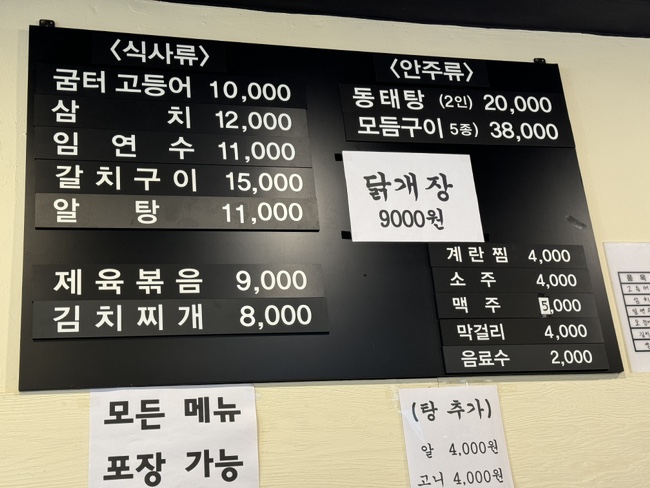 〈식사류〉
굼터 고등어 10,000
삼 치 12,000
임 연 수 11,000
갈 치 구 이 15,000
알 탕 11,000
제 육 볶 음 9,000
김 치 찌 개 8,000
〈안주류〉
동태탕 (2인) 20,000
모듬구이 5종) 38,000
닭개장
9000원
계 란 찜 4,000
소 주 4,000
맥 주 5,000
막걸리 4,000
음료수 2,000
모든 메뉴
포장 가능
(탕 추가)
알 4,000원
고니 4,000원